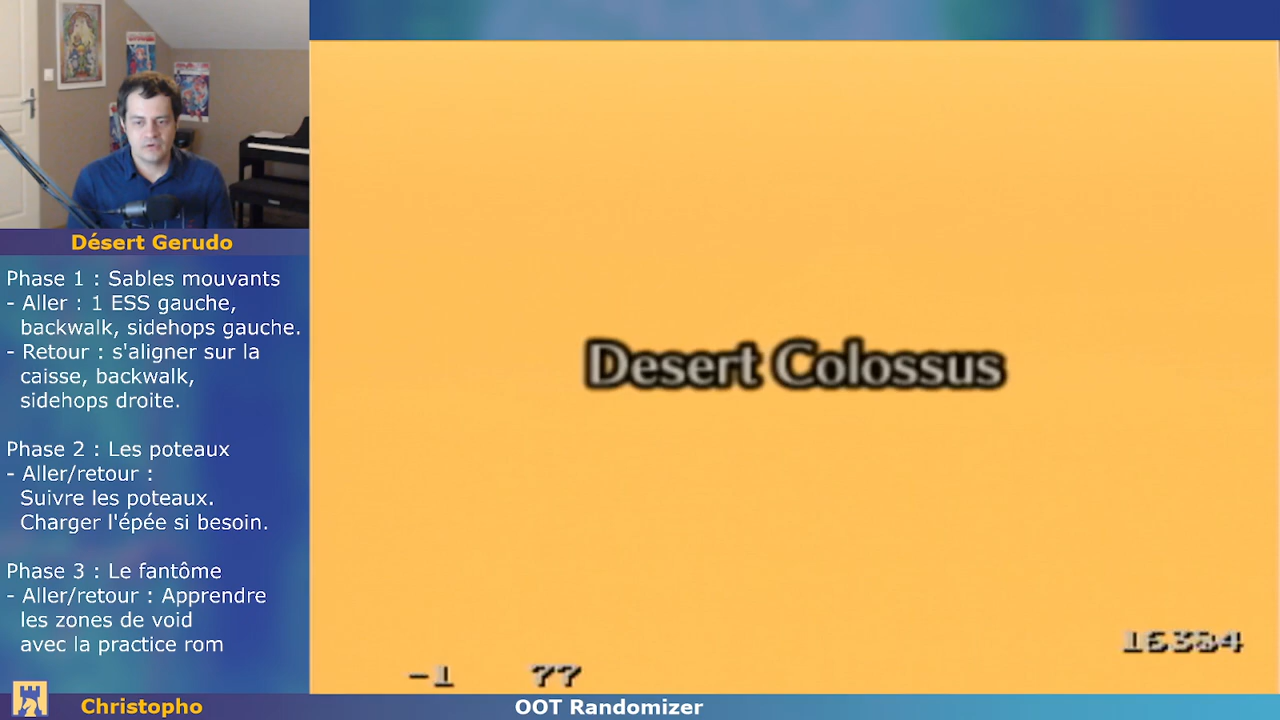 Désert Gerudo
Phase 1 : Sables mouvants
- Aller : 1 ESS gauche,
backwalk, sidehops gauche.
- Retour : s'aligner sur la
caisse, backwalk,
sidehops droite.
Phase 2 : Les poteaux
- Aller/retour :
Suivre les poteaux.
Charger l'épée si besoin.
Phase 3 : Le fantôme
- Aller/retour : Apprendre
les zones de void
avec la practice rom
Desert Colossus
16384
-1 ??
Christopho
OOT Randomizer